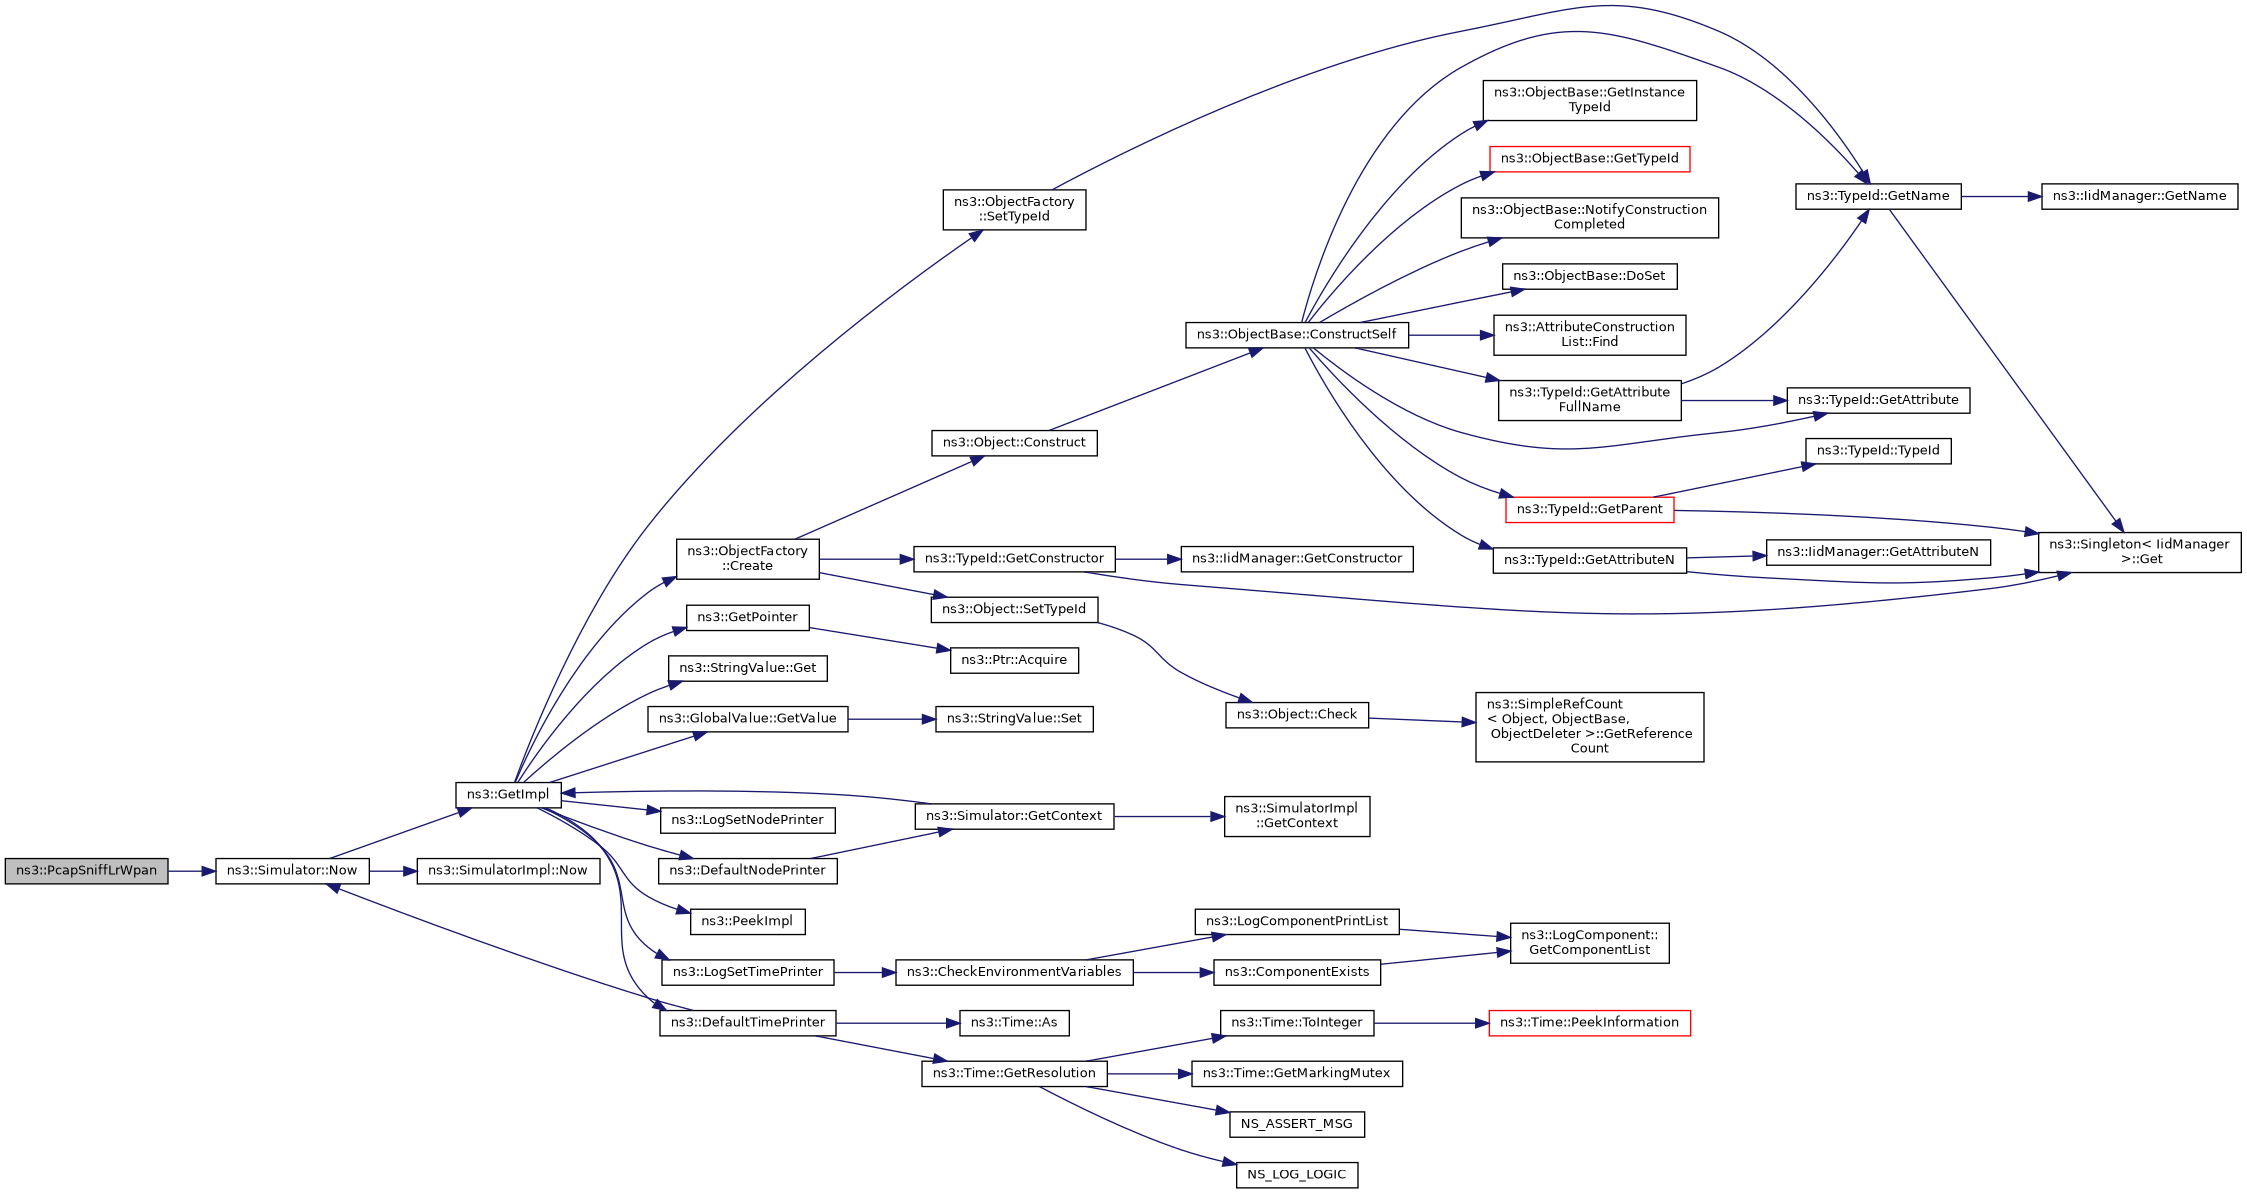 ns3::PcapSniffLrWpan
ns3::Simulator::Now
ns3::GetImpl
ns3::SimulatorImpl::Now
ns3::ObjectFactory
::SetTypeId
ns3::ObjectFactory
::Create
ns3::GetPointer
ns3::StringValue::Get
ns3::GlobalValue::GetValue
ns3::LogSetNodePrinter
ns3::DefaultNodePrinter
ns3::PeekImpl
ns3::LogSetTimePrinter
ns3::DefaultTimePrinter
ns3::Object::Construct
ns3::TypeId::GetConstructor
ns3::Object::SetTypeId
ns3::Ptr::Acquire
ns3::StringValue::Set
ns3::Simulator::GetContext
ns3::CheckEnvironmentVariables
ns3::Time::As
ns3::Time::GetResolution
ns3::ObjectBase::ConstructSelf
ns3::IidManager::GetConstructor
ns3::Object::Check
ns3::SimulatorImpl
::GetContext
ns3::LogComponentPrintList
ns3::ComponentExists
ns3::Time::ToInteger
ns3::Time::GetMarkingMutex
NS_ASSERT_MSG
NS_LOG_LOGIC
ns3::ObjectBase::GetInstance
TypeId
ns3::ObjectBase::GetTypeId
ns3::ObjectBase::NotifyConstruction
Completed
ns3::ObjectBase::DoSet
ns3::AttributeConstruction
List::Find
ns3::TypeId::GetAttribute
FullName
ns3::TypeId::GetParent
ns3::TypeId::GetAttributeN
ns3::SimpleRefCount
< Object, ObjectBase,
ObjectDeleter >::GetReference
Count
ns3::LogComponent::
GetComponentList
ns3::Time::PeekInformation
ns3::TypeId::GetName
ns3::TypeId::GetAttribute
ns3::TypeId::TypeId
ns3::IidManager::GetAttributeN
ns3::IidManager::GetName
ns3::Singleton< IidManager
>::Get